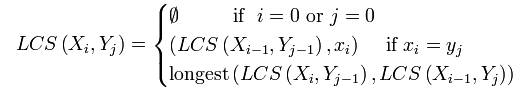 LCS (X_i, Y_j) = { ∅ if i = 0 or j = 0
(LCS (X_{i−1}, Y_{j−1}), x_i) if x_i = y_j
longest (LCS (X_i, Y_{j−1}), LCS (X_{i−1}, Y_j))